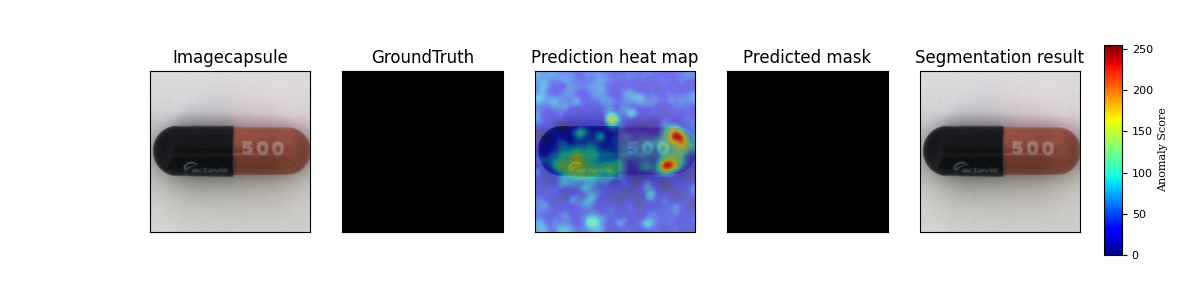 Imagecapsule
GroundTruth
Prediction heat map
Predicted mask
Segmentation result
500
actavis
500
actavis
500
actavis
250
200
150
100
50
0
Anomaly Score